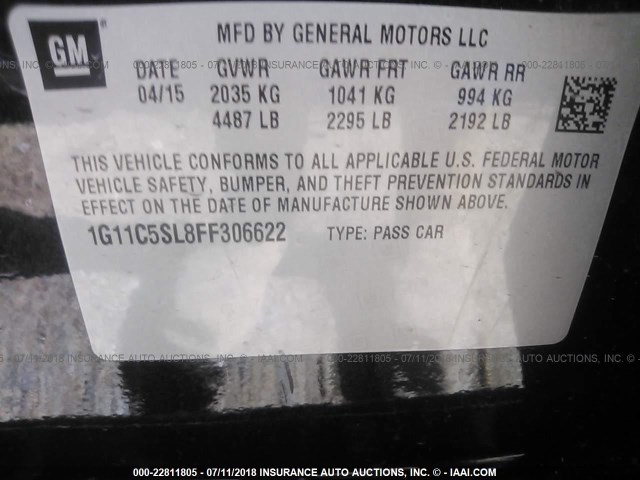 GM
®
MFD BY GENERAL MOTORS LLC
DATE GVWR GAWR FRT GAWR RR
04/15 2035 KG 1041 KG 994 KG
4487 LB 2295 LB 2192 LB
THIS VEHICLE CONFORMS TO ALL APPLICABLE U.S. FEDERAL MOTOR
VEHICLE SAFETY, BUMPER, AND THEFT PREVENTION STANDARDS IN
EFFECT ON THE DATE OF MANUFACTURE SHOWN ABOVE.
1G11C5SL8FF306622 TYPE: PASS CAR
000-22811805 - 07/11/2018 INSURANCE AUTO AUCTIONS, INC. - © IAAI.COM